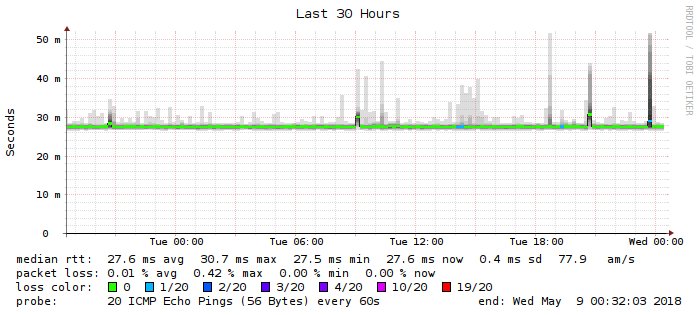 Last 30 Hours
RRDTOOL / TOBI OETIKER
Seconds
50 m
40 m
30 m
20 m
10 m
0
Tue 00:00 Tue 06:00 Tue 12:00 Tue 18:00 Wed 00:00
median rtt: 27.6 ms avg 30.7 ms max 27.5 ms min 27.6 ms now 0.4 ms sd 77.9 am/s
packet loss: 0.01 % avg 0.42 % max 0.00 % min 0.00 % now
loss color: 0 1/20 2/20 3/20 4/20 10/20 19/20
probe: 20 ICMP Echo Pings (56 Bytes) every 60s end: Wed May 9 00:32:03 2018